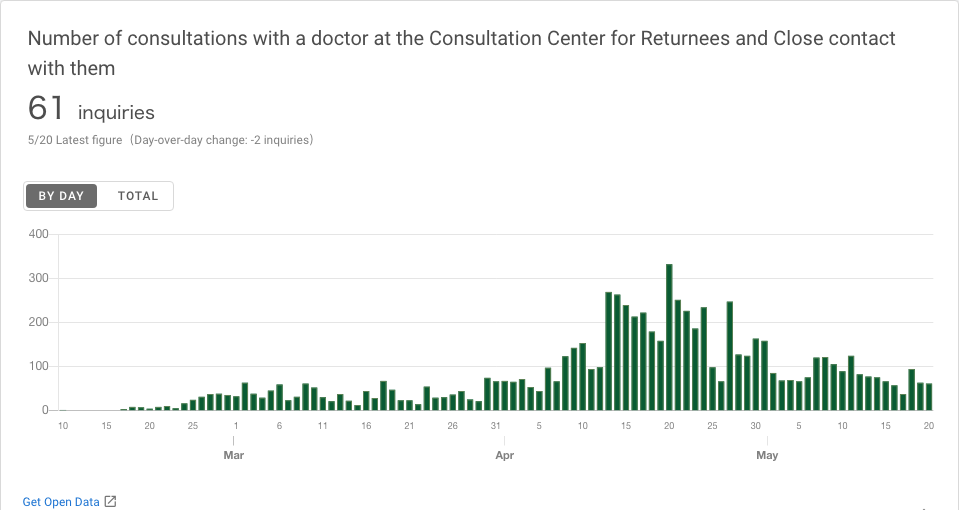 Number of consultations with a doctor at the Consultation Center for Returnees and Close contact
with them
61 inquiries
5/20 Latest figure（Day-over-day change: -2 inquiries）
BY DAY TOTAL
400
300
200
100
0
10 15 20 25 1 6 11 16 21 26 31 5 10 15 20 25 30 5 10 15 20
Mar Apr May
Get Open Data